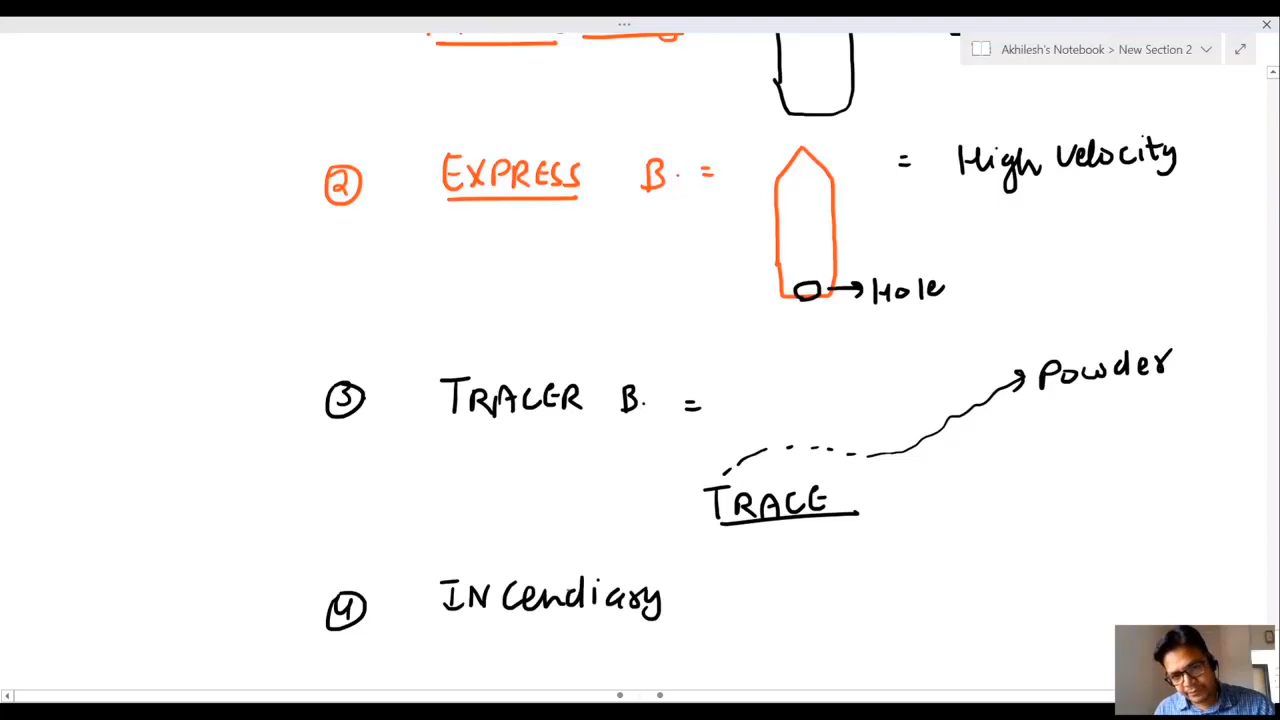 Akhilesh's Notebook > New Section 2
2 EXPRESS B. = = High Velocity
Hole
3 TRACER B. =
Powder
TRACE
4 INCendiary